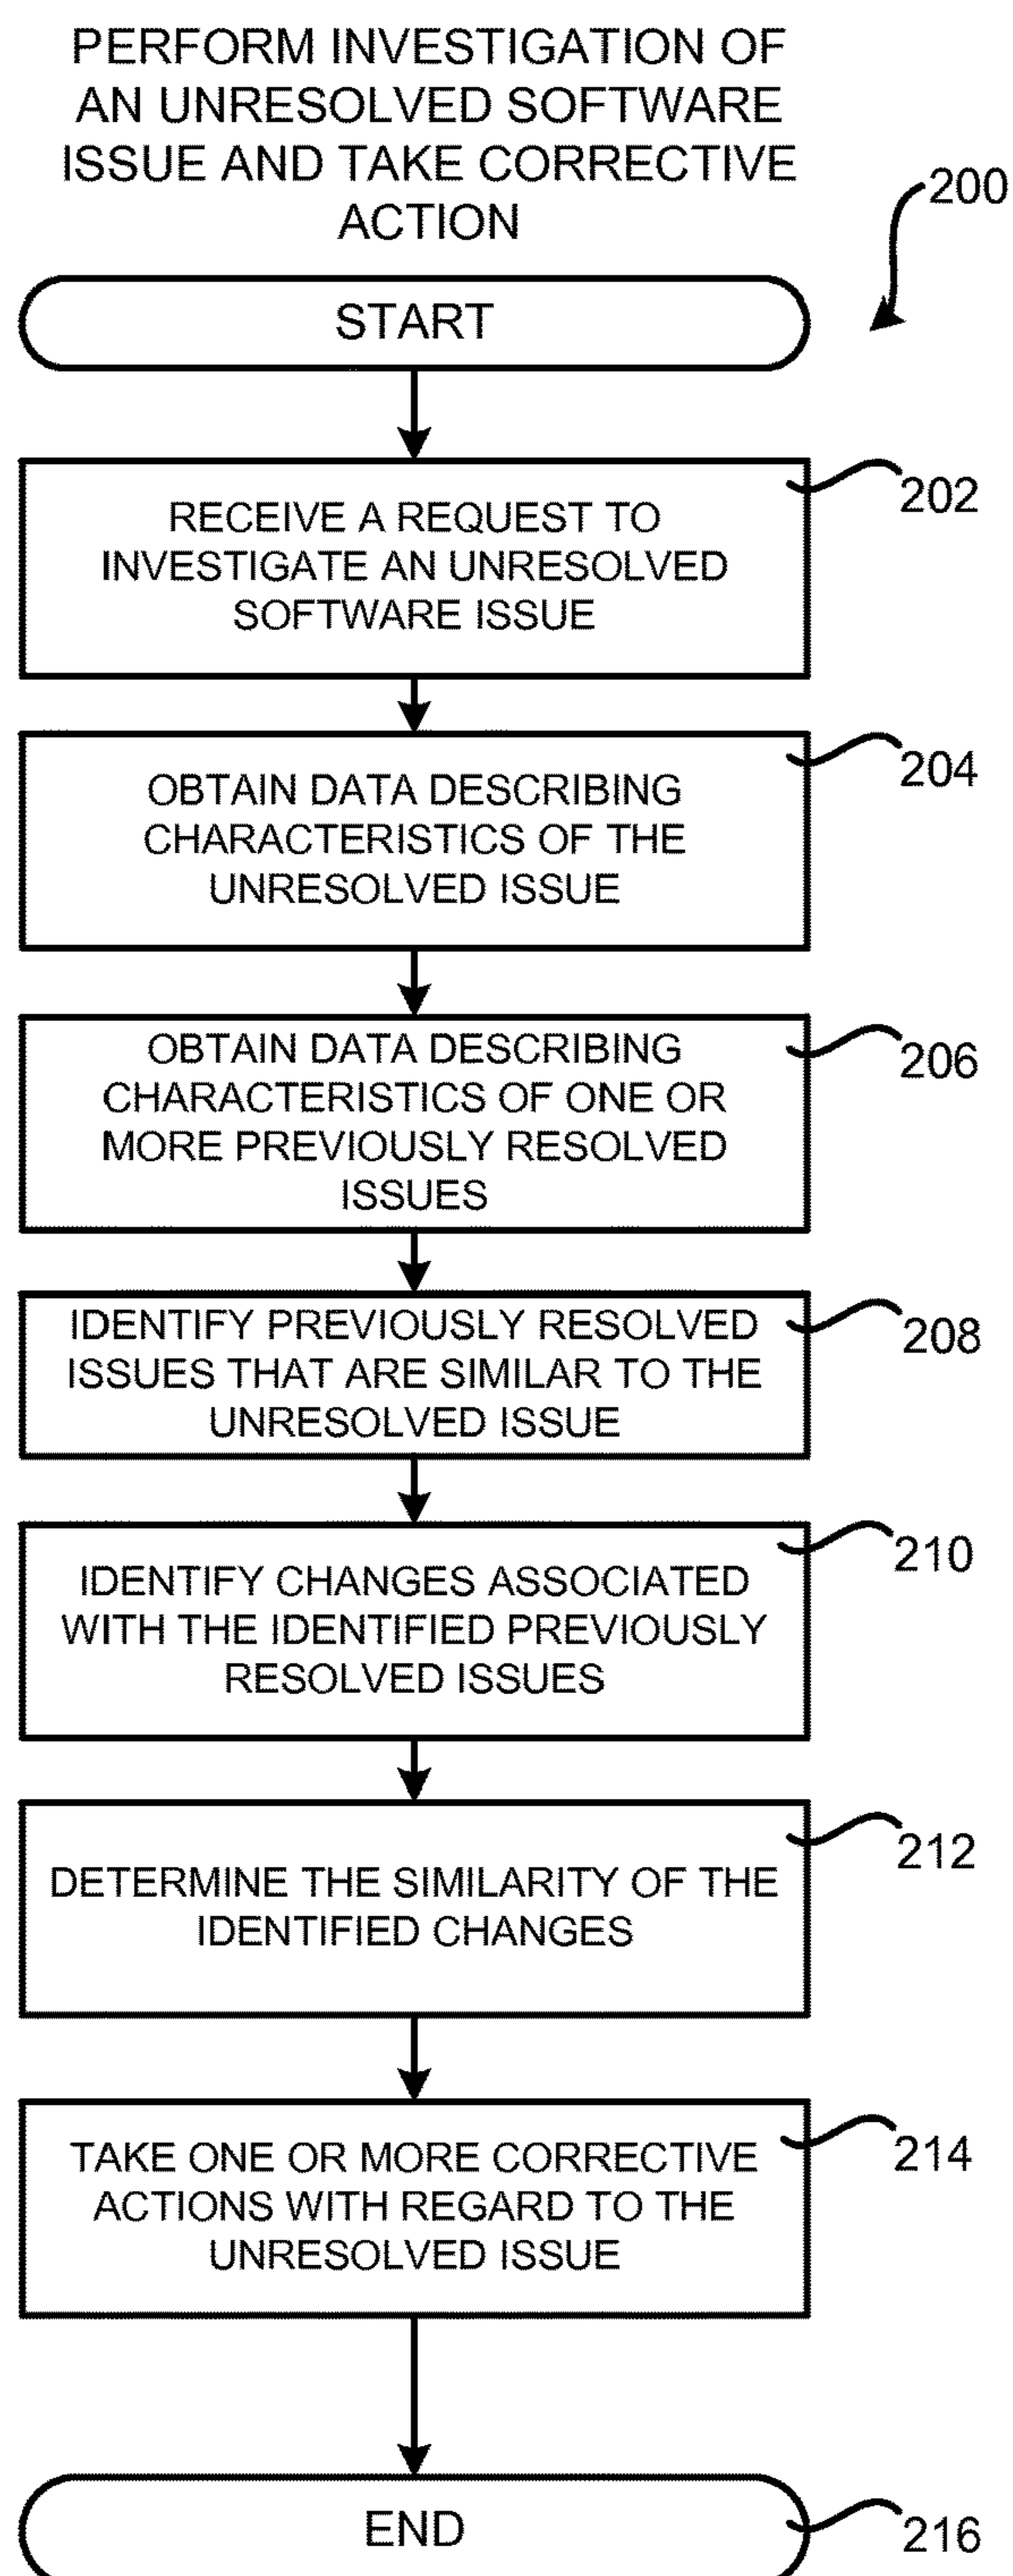 PERFORM INVESTIGATION OF
AN UNRESOLVED SOFTWARE
ISSUE AND TAKE CORRECTIVE
ACTION
200
START
RECEIVE A REQUEST TO
INVESTIGATE AN UNRESOLVED
SOFTWARE ISSUE
202
OBTAIN DATA DESCRIBING
CHARACTERISTICS OF THE
UNRESOLVED ISSUE
204
OBTAIN DATA DESCRIBING
CHARACTERISTICS OF ONE OR
MORE PREVIOUSLY RESOLVED
ISSUES
206
IDENTIFY PREVIOUSLY RESOLVED
ISSUES THAT ARE SIMILAR TO THE
UNRESOLVED ISSUE
208
IDENTIFY CHANGES ASSOCIATED
WITH THE IDENTIFIED PREVIOUSLY
RESOLVED ISSUES
210
DETERMINE THE SIMILARITY OF THE
IDENTIFIED CHANGES
212
TAKE ONE OR MORE CORRECTIVE
ACTIONS WITH REGARD TO THE
UNRESOLVED ISSUE
214
END
216